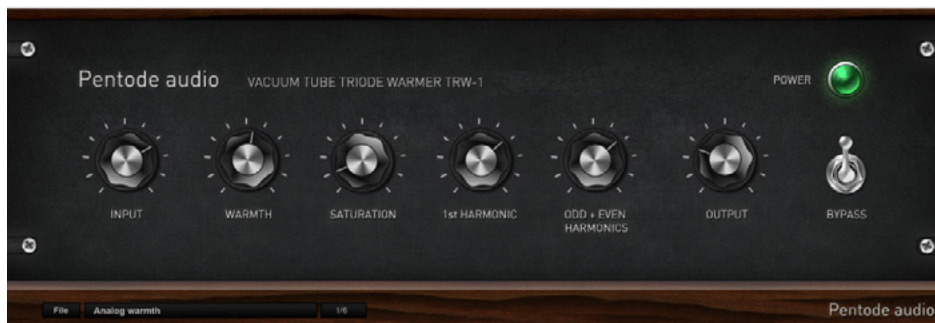 Pentode audio
VACUUM TUBE TRIODE WARMER TRW-1
POWER
INPUT
WARMTH
SATURATION
1st HARMONIC
ODD + EVEN
HARMONICS
OUTPUT
BYPASS
File
Analog warmth
1/6
Pentode audio